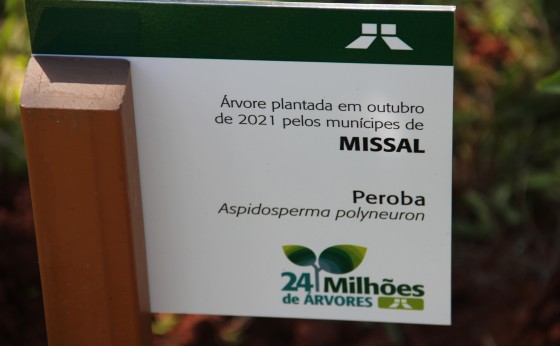 Árvore plantada em outubro
de 2021 pelos munícipes de
MISSAL
Peroba
Aspidosperma polyneuron
24 Milhões
de ÁRVORES